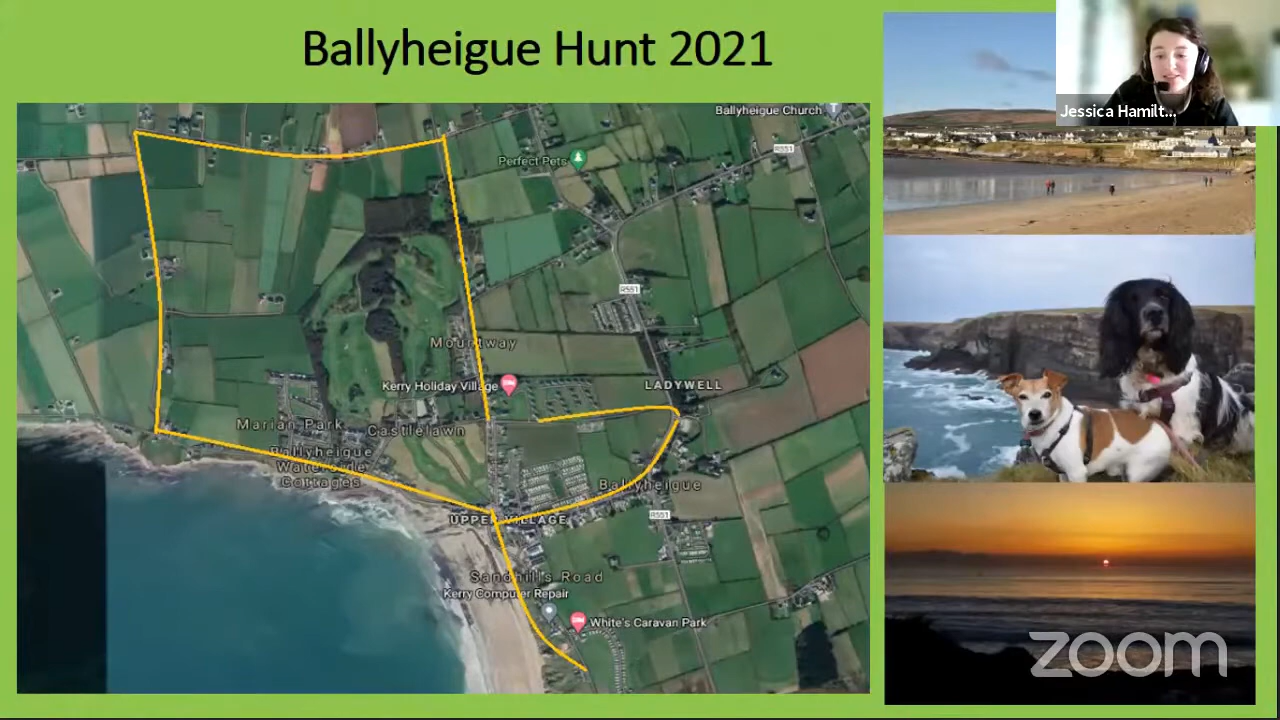 Ballyheigue Hunt 2021
Jessica Hamilt...
Ballyheigue Church
R551
Perfect Pets
R551
Mountway
Kerry Holiday Village
LADYWELL
Marian Park
Castlelawn
Ballyheigue
Waterside
Cottages
Ballyheigue
UPPER VILLAGE
R551
Sandhills Road
Kerry Computer Repair
White's Caravan Park
zoom